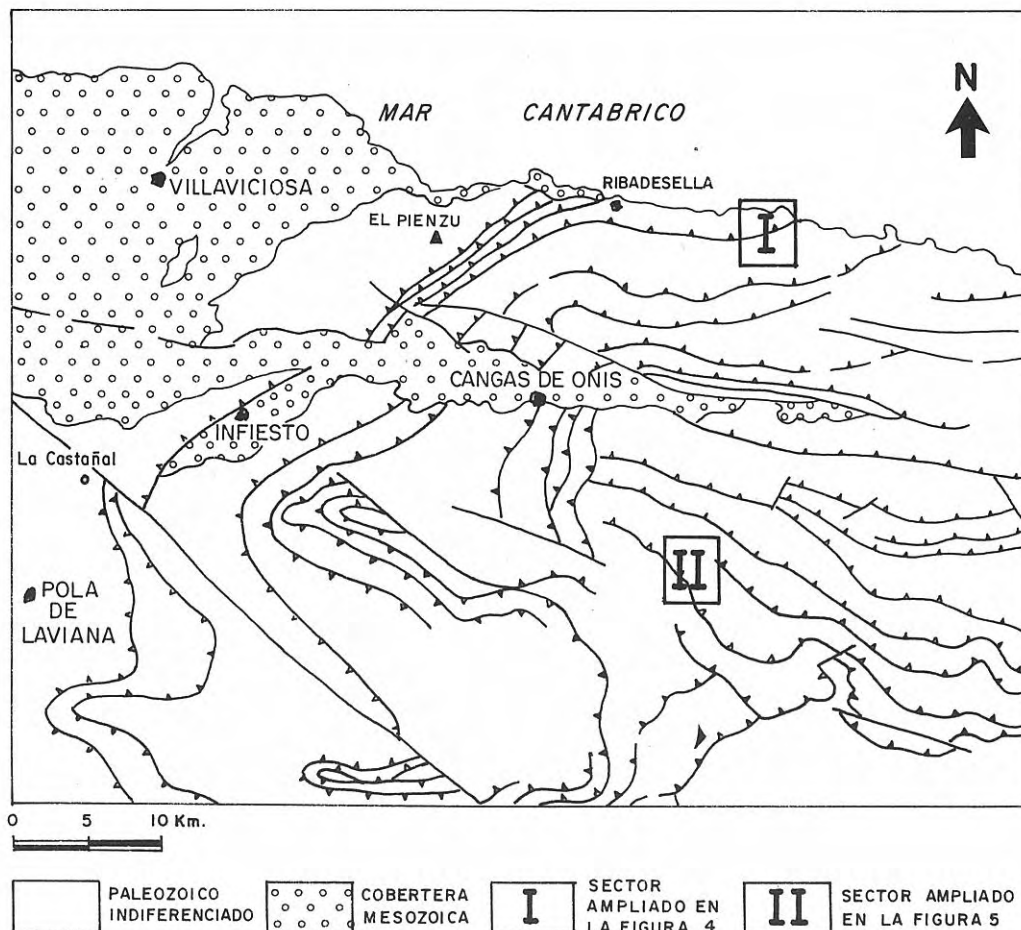 MAR CANTABRICO
N
VILLAVICIOSA
RIBADESELLA
EL PIENZU
I
CANGAS DE ONIS
INFIESTO
La Castañal
II
POLA
DE
LAVIANA
0 5 10 Km.
PALEOZOICO
INDIFERENCIADO
COBERTERA
MESOZOICA
I
SECTOR
AMPLIADO EN
LA FIGURA 4
II
SECTOR AMPLIADO
EN LA FIGURA 5